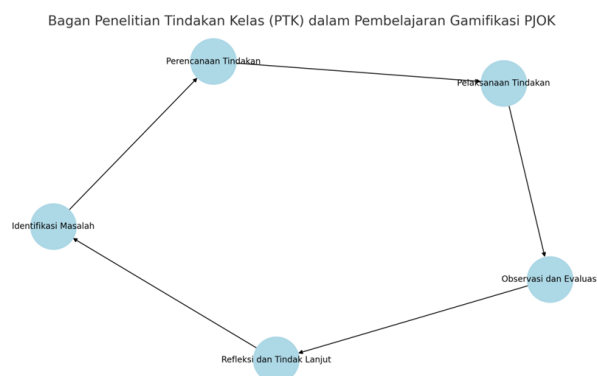 Bagan Penelitian Tindakan Kelas (PTK) dalam Pembelajaran Gamifikasi PJOK
Perencanaan Tindakan
Pelaksanaan Tindakan
Identifikasi Masalah
Observasi dan Evaluas
Refleksi dan Tindak Lanjut